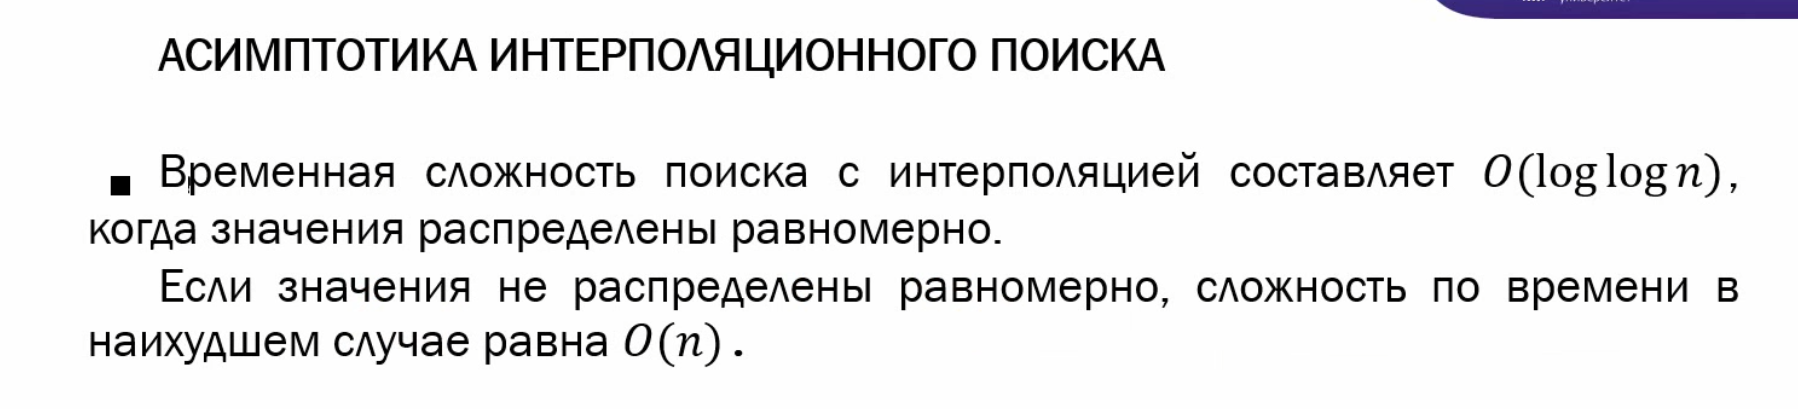 АСИМПТОТИКА ИНТЕРПОЛЯЦИОННОГО ПОИСКА
▪ Временная сложность поиска с интерполяцией составляет O(log log n),
когда значения распределены равномерно.
Если значения не распределены равномерно, сложность по времени в
наихудшем случае равна O(n).